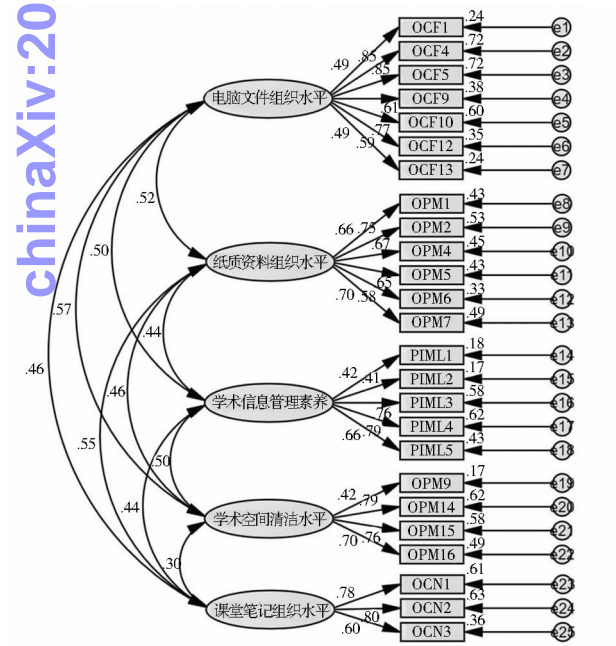 chinaXiv:20
.24
OCF1
e1
.49
.85
.72
OCF4
e2
.85
.72
OCF5
e3
电脑文件组织水平
.38
OCF9
e4
.61
.60
OCF10
e5
.77
.35
OCF12
e6
.49
.59
.24
OCF13
e7
.52
.43
OPM1
e8
.66
.75
.53
OPM2
e9
.50
.67
.45
OPM4
e10
纸质资料组织水平
.43
OPM5
e11
.65
.33
OPM6
e12
.70
.58
.49
OPM7
e13
.57
.44
.18
PIML1
e14
.46
.42
.41
.17
PIML2
e15
.46
.58
学术信息管理素养
PIML3
e16
.76
.62
PIML4
e17
.55
.66
.79
.43
PIML5
e18
.50
.17
OPM9
e19
.42
.79
.62
OPM14
e20
.44
学术空间清洁水平
.58
OPM15
e21
.70
.76
.49
OPM16
e22
.30
.61
.78
OCN1
e23
.63
课堂笔记组织水平
OCN2
e24
.80
.36
.60
OCN3
e25